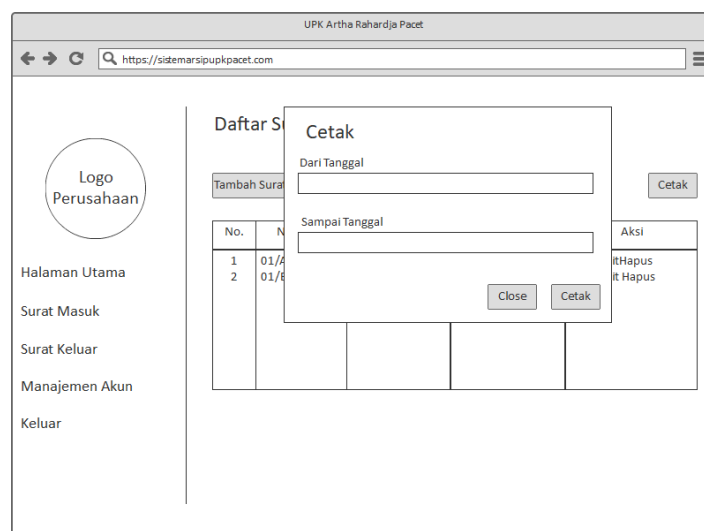 UPK Artha Rahardja Pacet
https://sistemarsipupkpacet.com
Logo
Perusahaan
Halaman Utama
Surat Masuk
Surat Keluar
Manajemen Akun
Keluar
Daftar Su
Tambah Surat
Cetak
No.
N
Aksi
1
01/A
itHapus
2
01/E
it Hapus
Cetak
Dari Tanggal
Sampai Tanggal
Close
Cetak